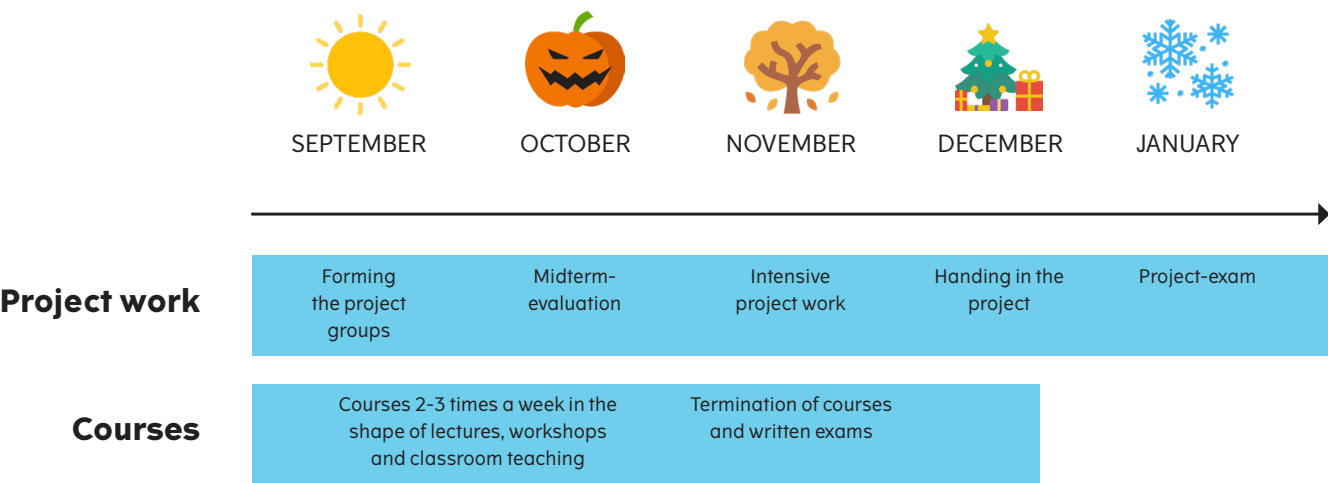 SEPTEMBER
OCTOBER
NOVEMBER
DECEMBER
JANUARY
Project work
Forming
the project
groups
Midterm-
evaluation
Intensive
project work
Handing in the
project
Project-exam
Courses
Courses 2-3 times a week in the
shape of lectures, workshops
and classroom teaching
Termination of courses
and written exams